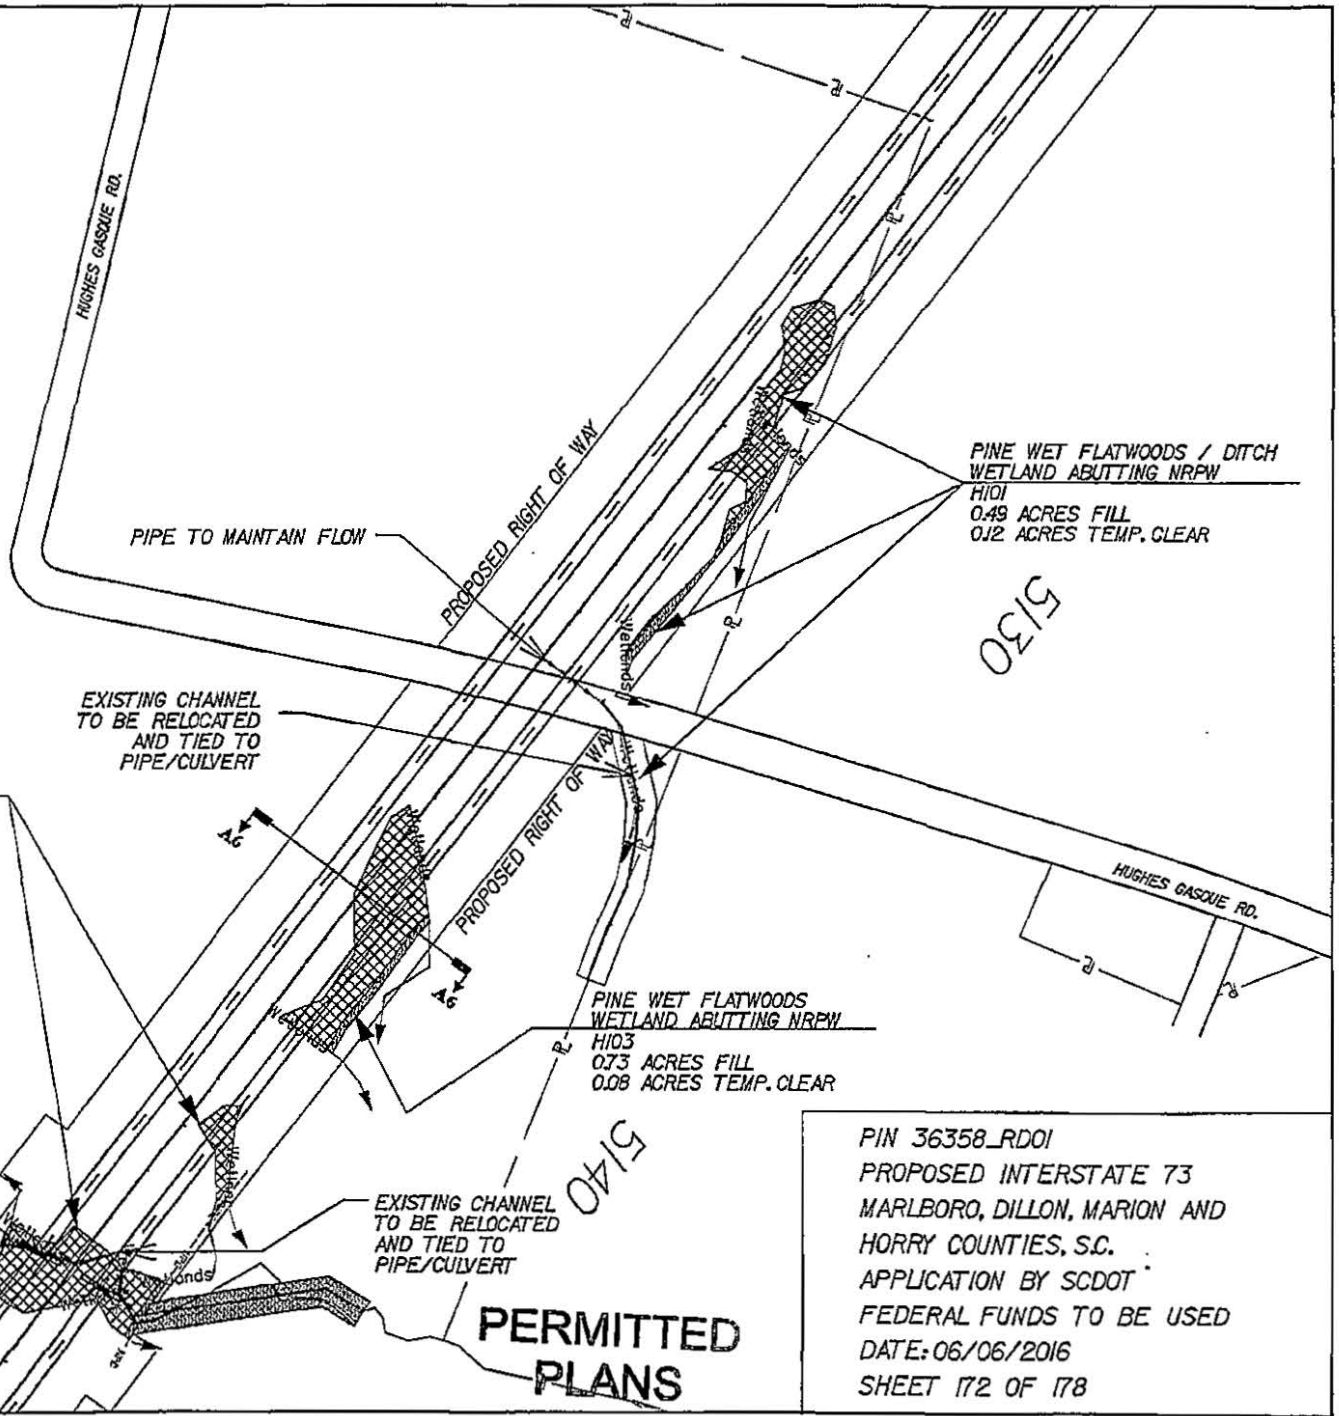 HUGHES GASQUE RD.
PROPOSED RIGHT OF WAY
PIPE TO MAINTAIN FLOW
PINE WET FLATWOODS / DITCH
WETLAND ABUTTING NRPW
H101
0.49 ACRES FILL
0.12 ACRES TEMP. CLEAR
5130
Wetlands
EXISTING CHANNEL
TO BE RELOCATED
AND TIED TO
PIPE/CULVERT
Wetlands
PROPOSED RIGHT OF WAY
A6
Wetlands
A6
HUGHES GASQUE RD.
PINE WET FLATWOODS
WETLAND ABUTTING NRPW
H103
0.73 ACRES FILL
0.08 ACRES TEMP. CLEAR
5140
EXISTING CHANNEL
TO BE RELOCATED
AND TIED TO
PIPE/CULVERT
PERMITTED
PLANS
PIN 36358_RD01
PROPOSED INTERSTATE 73
MARLBORO, DILLON, MARION AND
HORRY COUNTIES, S.C.
APPLICATION BY SCDOT
FEDERAL FUNDS TO BE USED
DATE: 06/06/2016
SHEET 172 OF 178